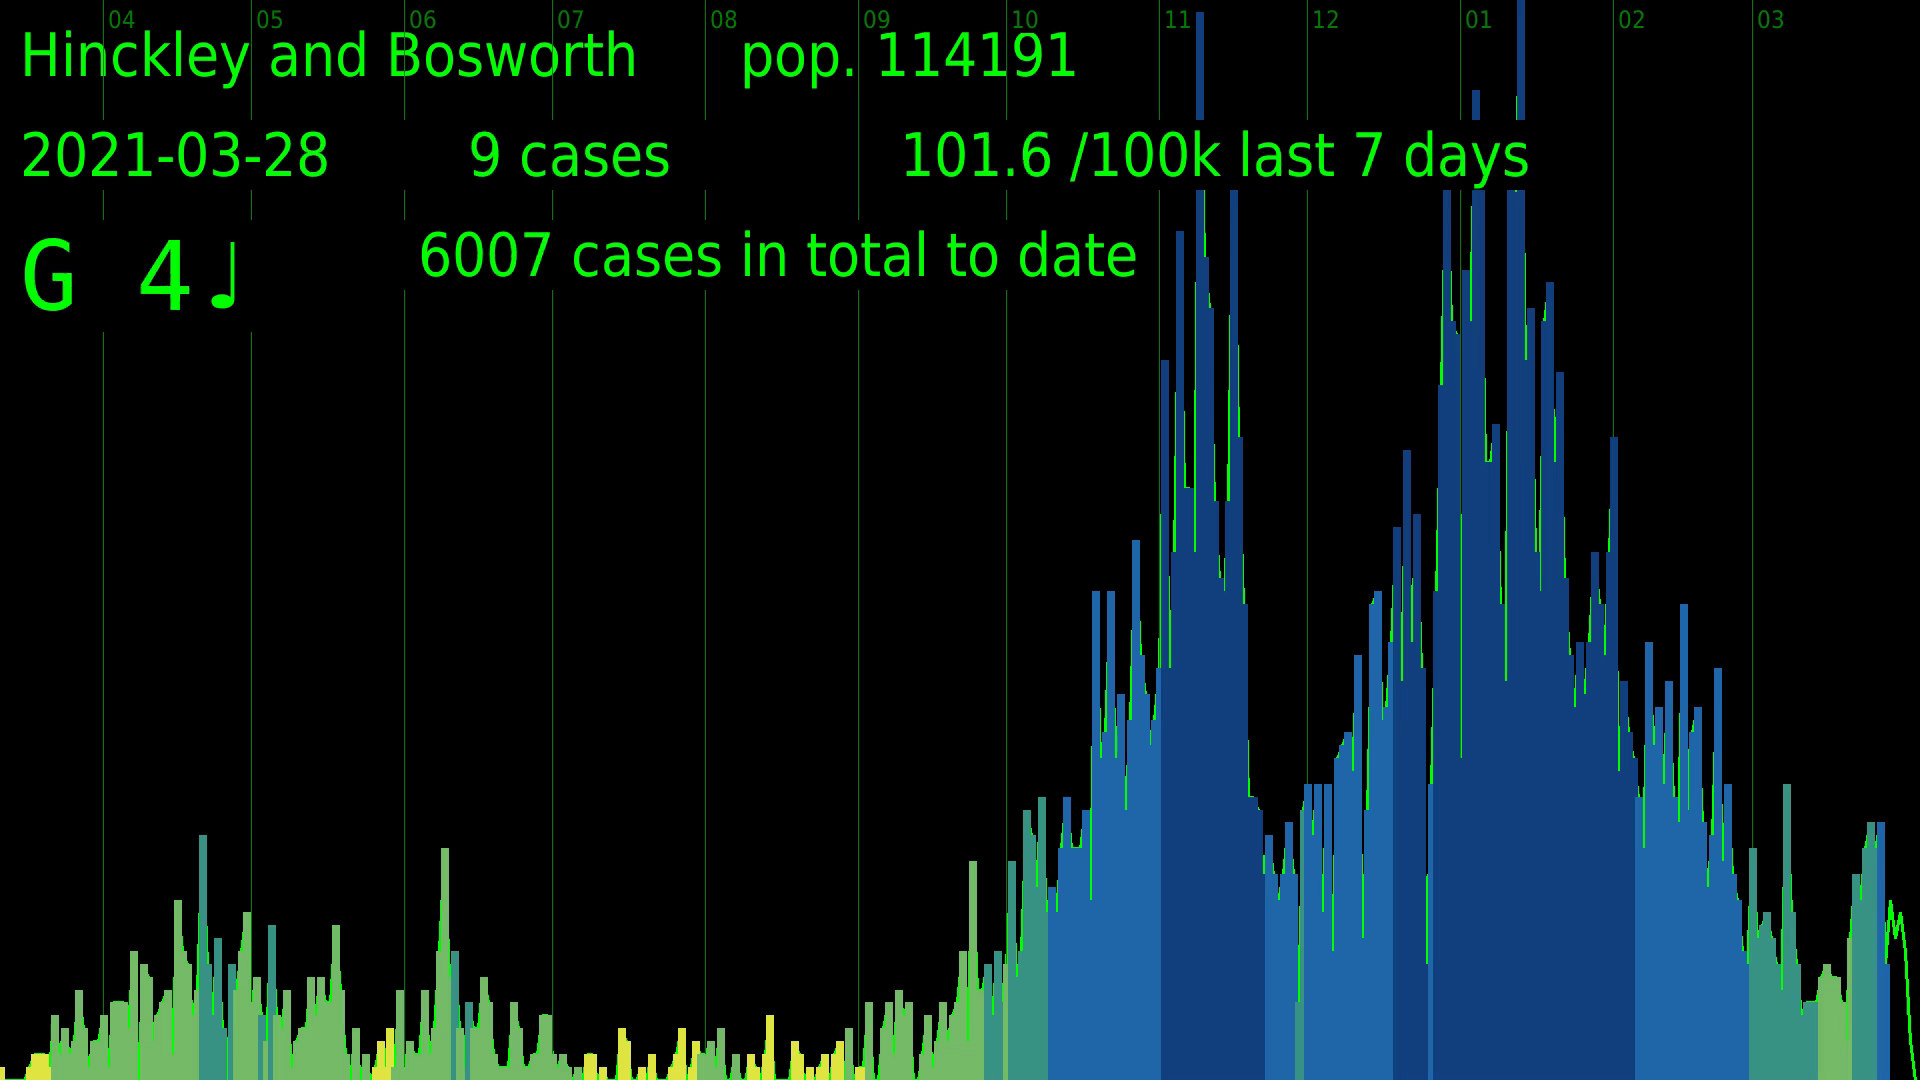 04 05 06 07 08 09 10 11 12 01 02 03
Hinckley and Bosworth pop. 114191
2021-03-28 9 cases 101.6 /100k last 7 days
G 4♩ 6007 cases in total to date